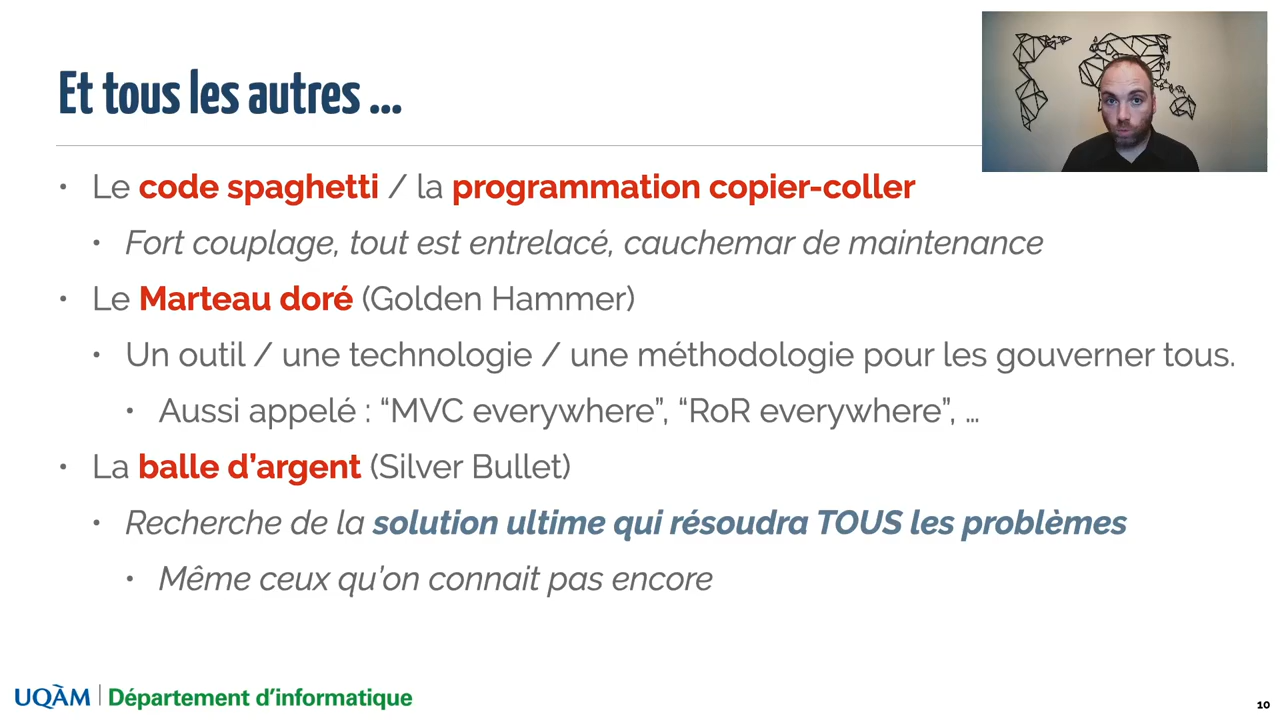 Et tous les autres ...
• Le code spaghetti / la programmation copier-coller
• Fort couplage, tout est entrelacé, cauchemar de maintenance
• Le Marteau doré (Golden Hammer)
• Un outil / une technologie / une méthodologie pour les gouverner tous.
• Aussi appelé : “MVC everywhere”, “RoR everywhere”, ...
• La balle d’argent (Silver Bullet)
• Recherche de la solution ultime qui résoudra TOUS les problèmes
• Même ceux qu’on connait pas encore
UQÀM | Département d’informatique
10